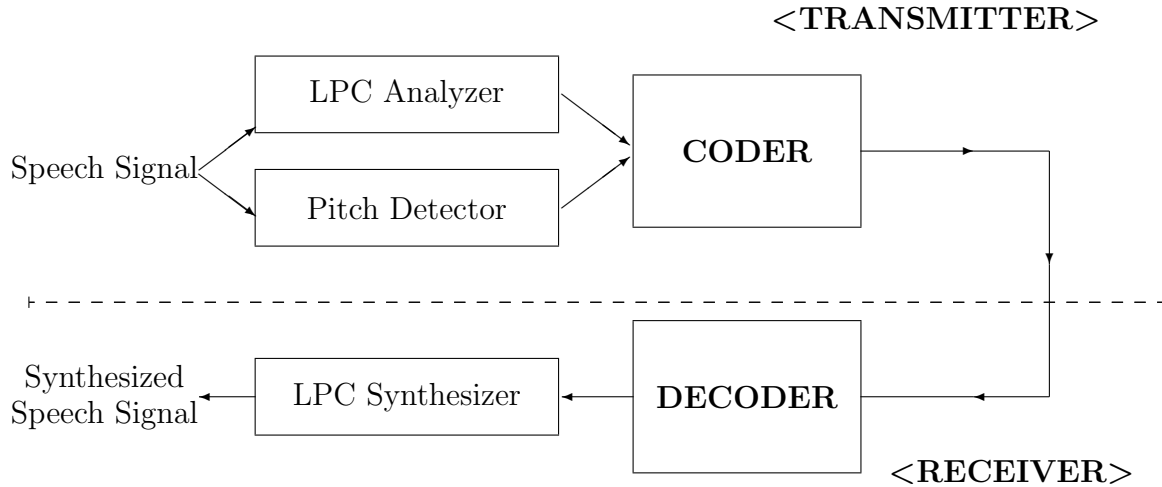 <TRANSMITTER>
LPC Analyzer
Speech Signal
CODER
Pitch Detector
Synthesized
Speech Signal
LPC Synthesizer
DECODER
<RECEIVER>